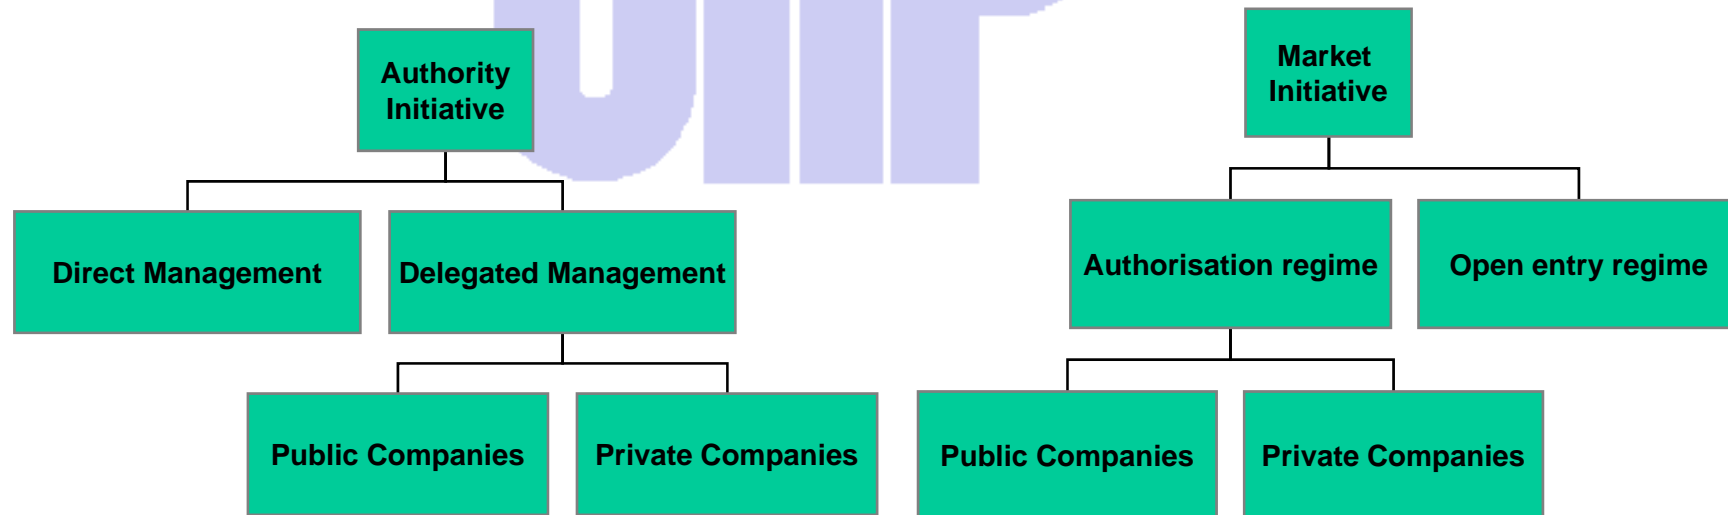 Authority
Initiative
Market
Initiative
Direct Management
Delegated Management
Authorisation regime
Open entry regime
Public Companies
Private Companies
Public Companies
Private Companies